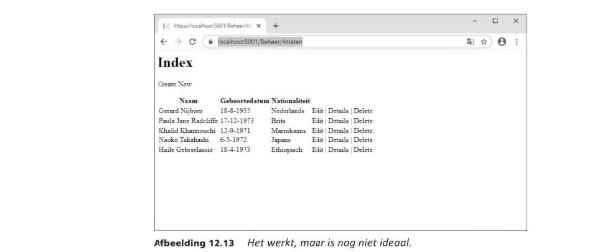 https://localhost:5001/Beheer/Atl
localhost:5001/Beheer/Atleten
Index
Create New
Naam Geboortedatum Nationaliteit
Gerard Nijboer 18-8-1955 Nederlands Edit | Details | Delete
Paula Jane Radcliffe 17-12-1973 Brits Edit | Details | Delete
Khalid Khannouchi 12-9-1971 Marrokaans Edit | Details | Delete
Naoko Takahashi 6-5-1972 Japans Edit | Details | Delete
Haile Gebrselassie 18-4-1973 Ethiopisch Edit | Details | Delete
Afbeelding 12.13 Het werkt, maar is nog niet ideaal.